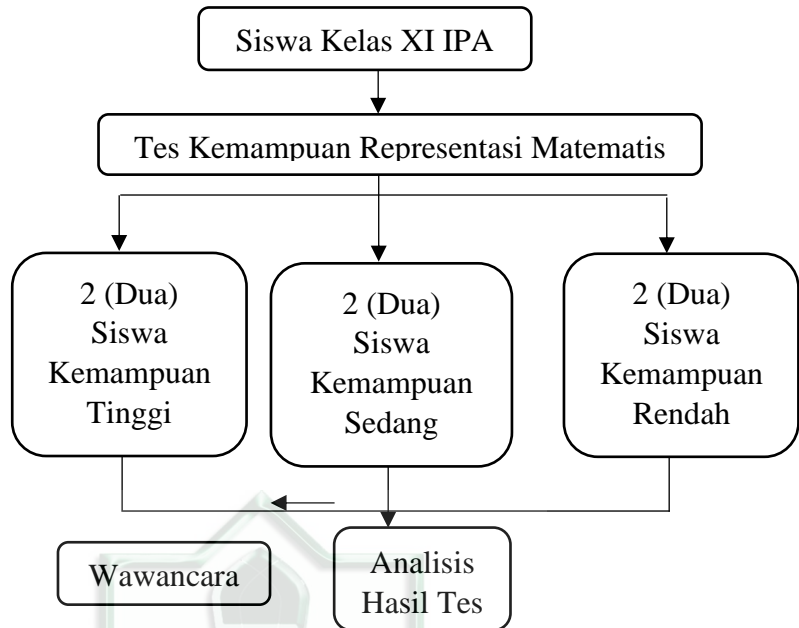 Siswa Kelas XI IPA
Tes Kemampuan Representasi Matematis
2 (Dua)
Siswa
Kemampuan
Tinggi
2 (Dua)
Siswa
Kemampuan
Sedang
2 (Dua)
Siswa
Kemampuan
Rendah
Wawancara
Analisis
Hasil Tes